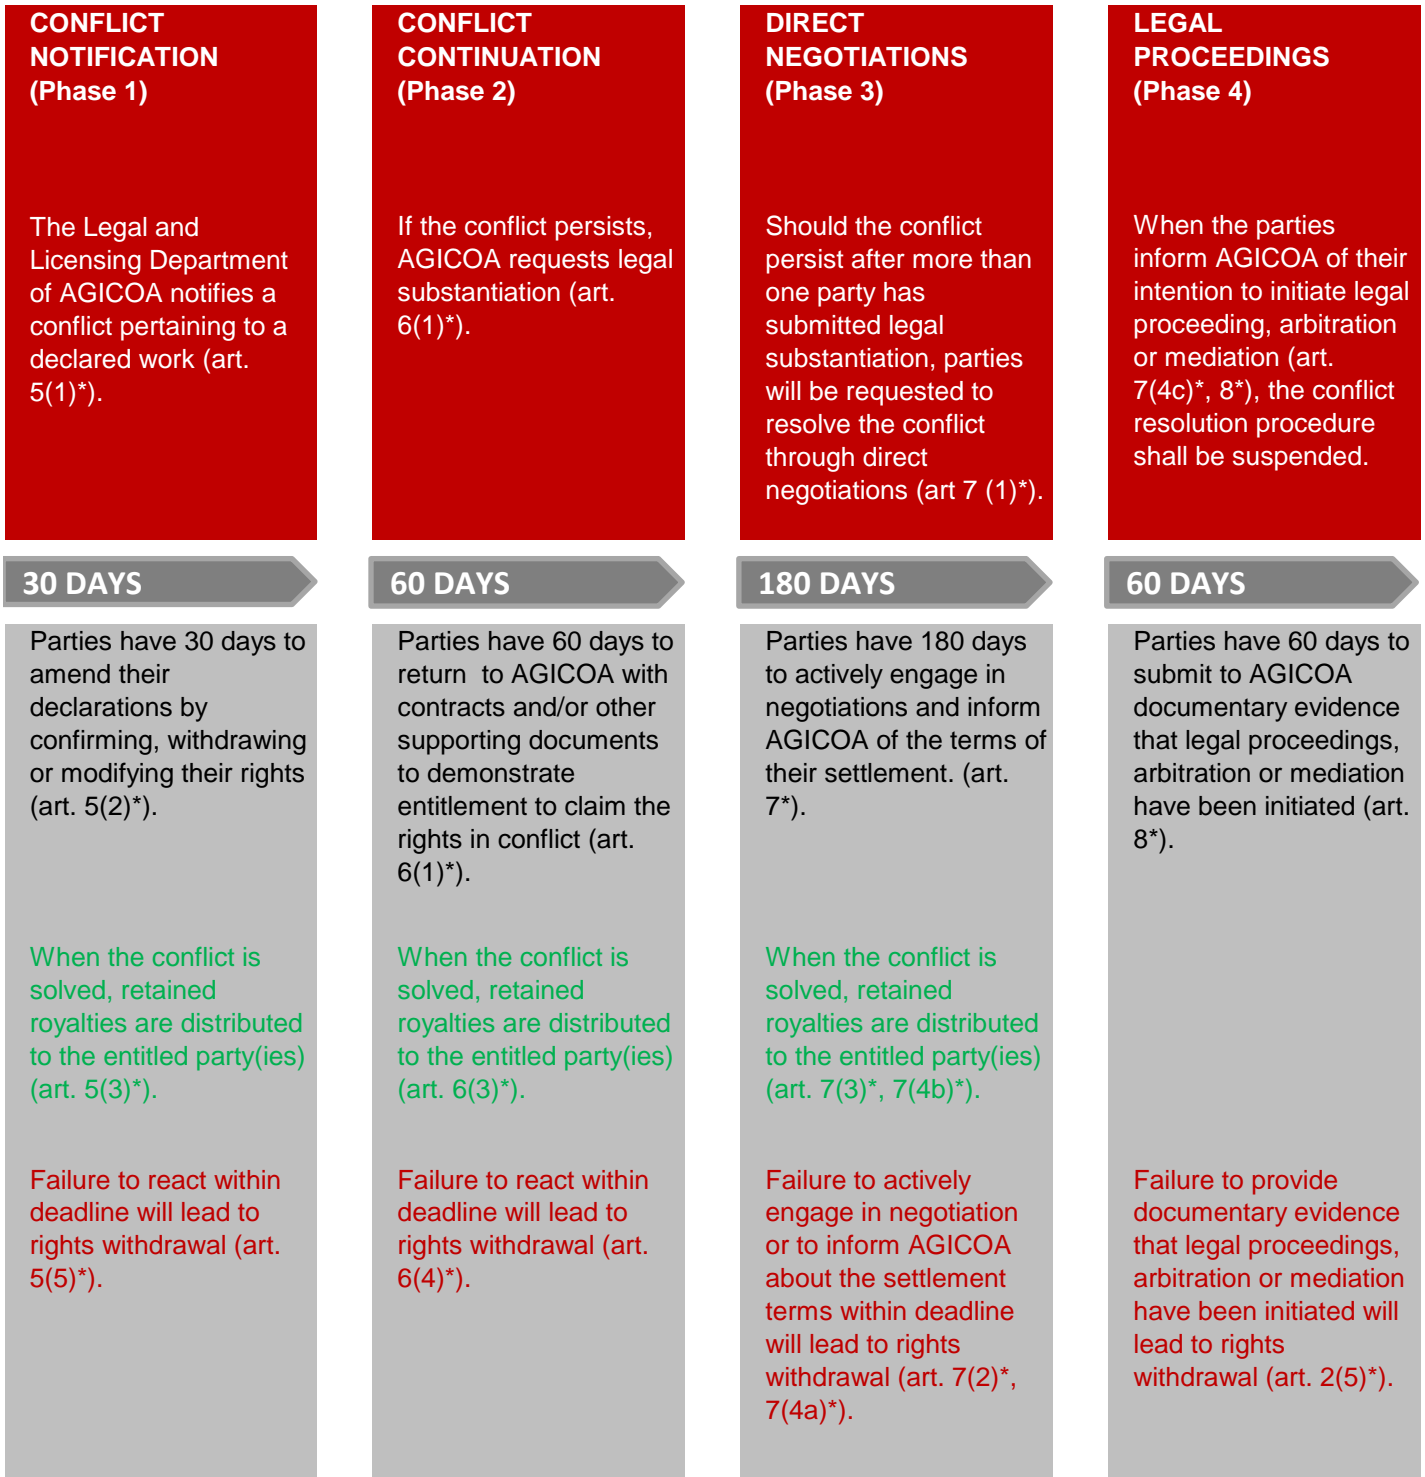 CONFLICT
NOTIFICATION
(Phase 1)
The Legal and
Licensing Department
of AGICOA notifies a
conflict pertaining to a
declared work (art.
5(1)*).
30 DAYS
Parties have 30 days to
amend their
declarations by
confirming, withdrawing
or modifying their rights
(art. 5(2)*).
When the conflict is
solved, retained
royalties are distributed
to the entitled party(ies)
(art. 5(3)*).
Failure to react within
deadline will lead to
rights withdrawal (art.
5(5)*).
CONFLICT
CONTINUATION
(Phase 2)
If the conflict persists,
AGICOA requests legal
substantiation (art.
6(1)*).
60 DAYS
Parties have 60 days to
return  to AGICOA with
contracts and/or other
supporting documents
to demonstrate
entitlement to claim the
rights in conflict (art.
6(1)*).
When the conflict is
solved, retained
royalties are distributed
to the entitled party(ies)
(art. 6(3)*).
Failure to react within
deadline will lead to
rights withdrawal (art.
6(4)*).
DIRECT
NEGOTIATIONS
(Phase 3)
Should the conflict
persist after more than
one party has
submitted legal
substantiation, parties
will be requested to
resolve the conflict
through direct
negotiations (art 7 (1)*).
180 DAYS
Parties have 180 days
to actively engage in
negotiations and inform
AGICOA of the terms of
their settlement. (art.
7*).
When the conflict is
solved, retained
royalties are distributed
to the entitled party(ies)
(art. 7(3)*, 7(4b)*).
Failure to actively
engage in negotiation
or to inform AGICOA
about the settlement
terms within deadline
will lead to rights
withdrawal (art. 7(2)*,
7(4a)*).
LEGAL
PROCEEDINGS
(Phase 4)
When the parties
inform AGICOA of their
intention to initiate legal
proceeding, arbitration
or mediation (art.
7(4c)*, 8*), the conflict
resolution procedure
shall be suspended.
60 DAYS
Parties have 60 days to
submit to AGICOA
documentary evidence
that legal proceedings,
arbitration or mediation
have been initiated (art.
8*).
Failure to provide
documentary evidence
that legal proceedings,
arbitration or mediation
have been initiated will
lead to rights
withdrawal (art. 2(5)*).